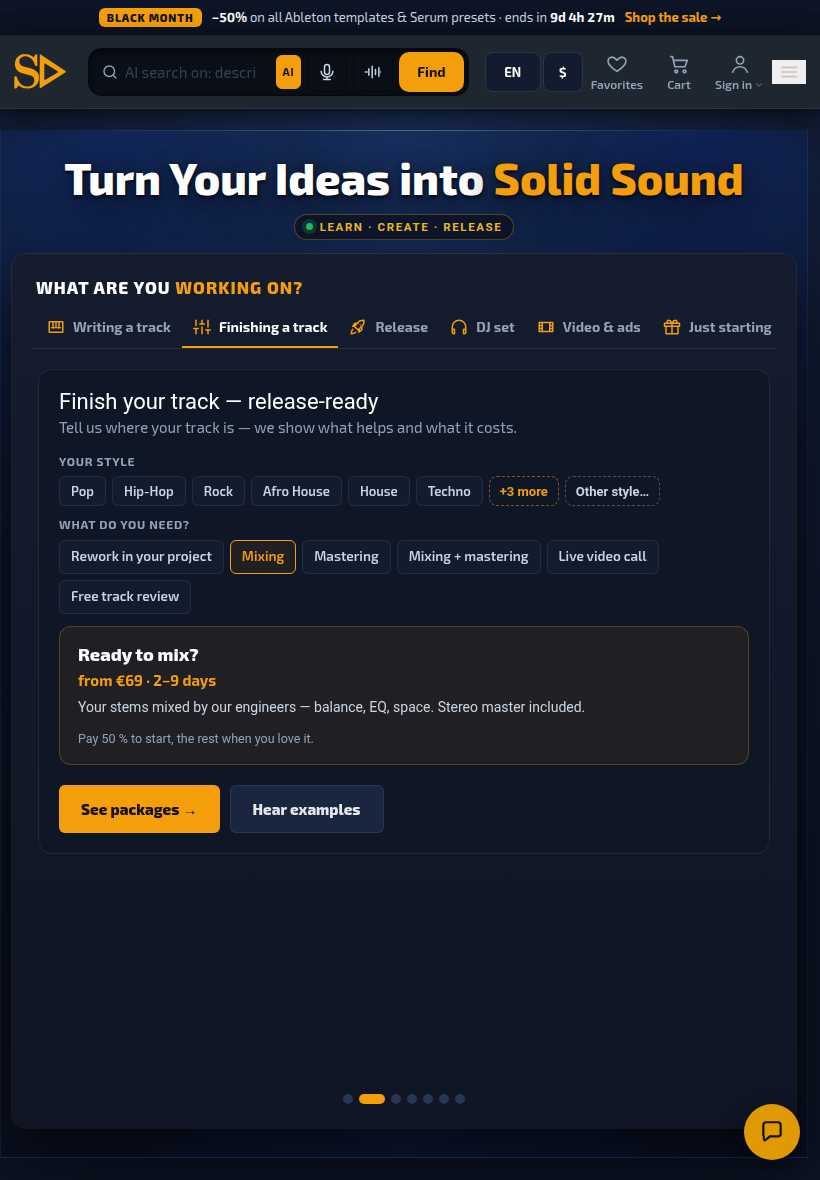 BLACK MONTH −50% on all Ableton templates & Serum presets · ends in 9d 4h 27m Shop the sale →
S
AI search on: descri AI Find EN $ Favorites Cart Sign in
Turn Your Ideas into Solid Sound
LEARN · CREATE · RELEASE
WHAT ARE YOU WORKING ON?
Writing a track Finishing a track Release DJ set Video & ads Just starting
Finish your track — release-ready
Tell us where your track is — we show what helps and what it costs.
YOUR STYLE
Pop Hip-Hop Rock Afro House House Techno +3 more Other style...
WHAT DO YOU NEED?
Rework in your project Mixing Mastering Mixing + mastering Live video call
Free track review
Ready to mix?
from €69 · 2–9 days
Your stems mixed by our engineers — balance, EQ, space. Stereo master included.
Pay 50 % to start, the rest when you love it.
See packages → Hear examples